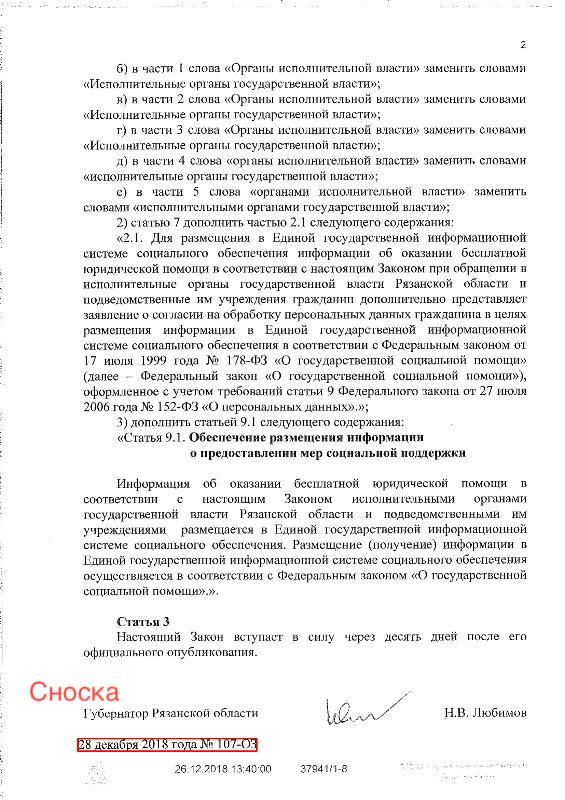 2
б) в части 1 слова «Органы исполнительной власти» заменить словами
«Исполнительные органы государственной власти»;
в) в части 2 слова «Органы исполнительной власти» заменить словами
«Исполнительные органы государственной власти»;
г) в части 3 слова «Органы исполнительной власти» заменить словами
«Исполнительные органы государственной власти»;
д) в части 4 слова «органы исполнительной власти» заменить словами
«исполнительные органы государственной власти»;
е) в части 5 слова «органами исполнительной власти» заменить
словами «исполнительными органами государственной власти»;
2) статью 7 дополнить частью 2.1 следующего содержания:
«2.1. Для размещения в Единой государственной информационной
системе социального обеспечения информации об оказании бесплатной
юридической помощи в соответствии с настоящим Законом при обращении в
исполнительные органы государственной власти Рязанской области и
подведомственные им учреждения гражданин дополнительно представляет
заявление о согласии на обработку персональных данных гражданина в целях
размещения информации в Единой государственной информационной
системе социального обеспечения в соответствии с Федеральным законом от
17 июля 1999 года № 178-ФЗ «О государственной социальной помощи»
(далее – Федеральный закон «О государственной социальной помощи»),
оформленное с учетом требований статьи 9 Федерального закона от 27 июля
2006 года № 152-ФЗ «О персональных данных».»;
3) дополнить статьей 9.1 следующего содержания:
«Статья 9.1. Обеспечение размещения информации
о предоставлении мер социальной поддержки
Информация об оказании бесплатной юридической помощи в
соответствии с настоящим Законом исполнительными органами
государственной власти Рязанской области и подведомственными им
учреждениями размещается в Единой государственной информационной
системе социального обеспечения. Размещение (получение) информации в
Единой государственной информационной системе социального обеспечения
осуществляется в соответствии с Федеральным законом «О государственной
социальной помощи».».
Статья 3
Настоящий Закон вступает в силу через десять дней после его
официального опубликования.
Сноска
Губернатор Рязанской области Н.В. Любимов
28 декабря 2018 года № 107-ОЗ
26.12.2018 13:40:00 37941/1-8